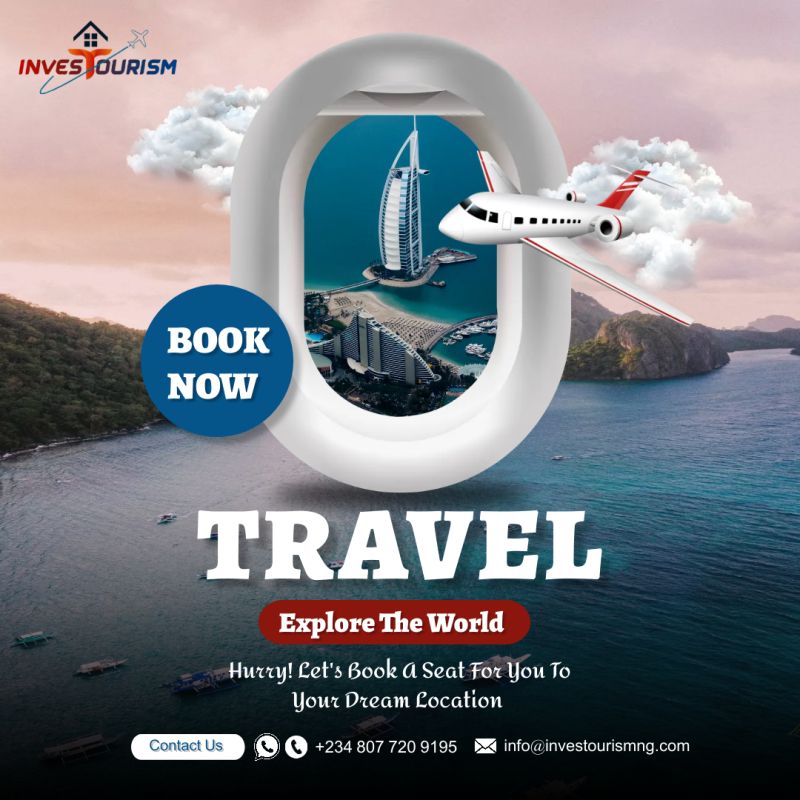 INVESTOURISM
BOOK
NOW
TRAVEL
Explore The World
Hurry! Let's Book A Seat For You To
Your Dream Location
Contact Us +234 807 720 9195 info@investourismng.com